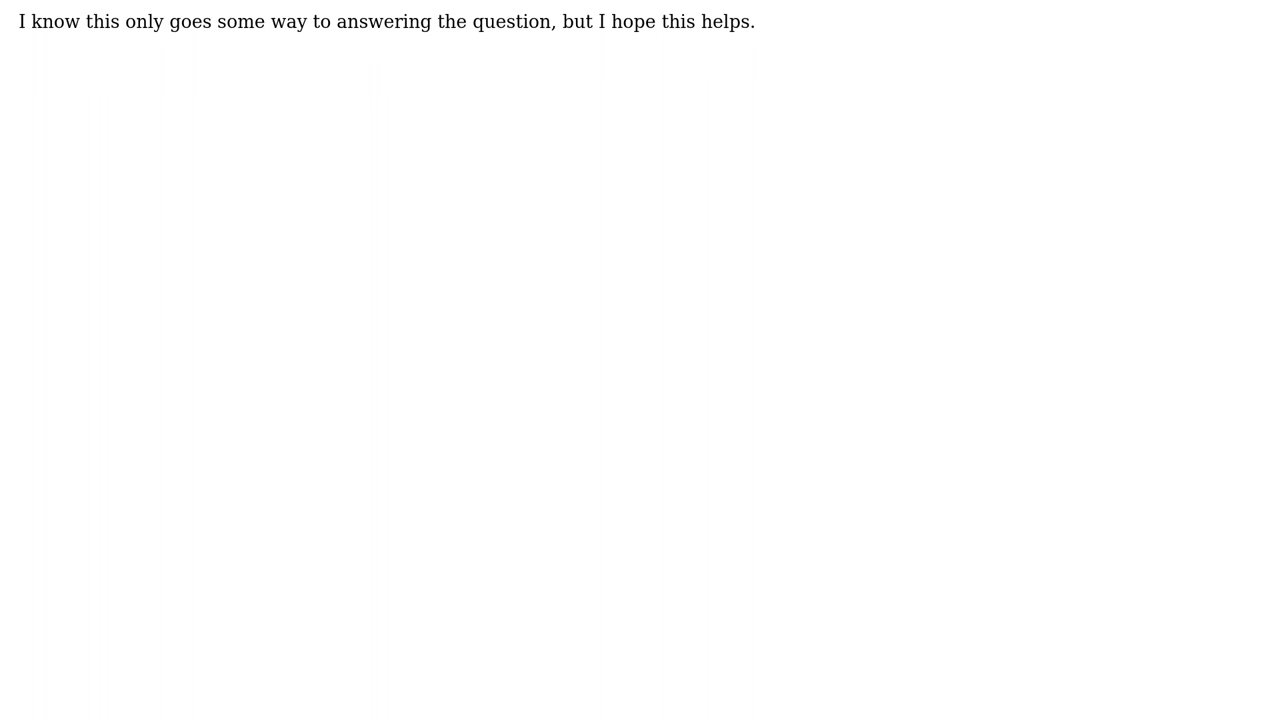 I know this only goes some way to answering the question, but I hope this helps.